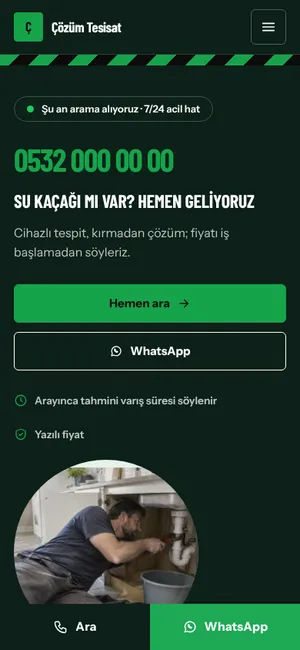 Ç
Çözüm Tesisat
Şu an arama alıyoruz · 7/24 acil hat
0532 000 00 00
SU KAÇAĞI MI VAR? HEMEN GELİYORUZ
Cihazlı tespit, kırmadan çözüm; fiyatı iş
başlamadan söyleriz.
Hemen ara →
WhatsApp
Arayınca tahmini varış süresi söylenir
Yazılı fiyat
Ara
WhatsApp